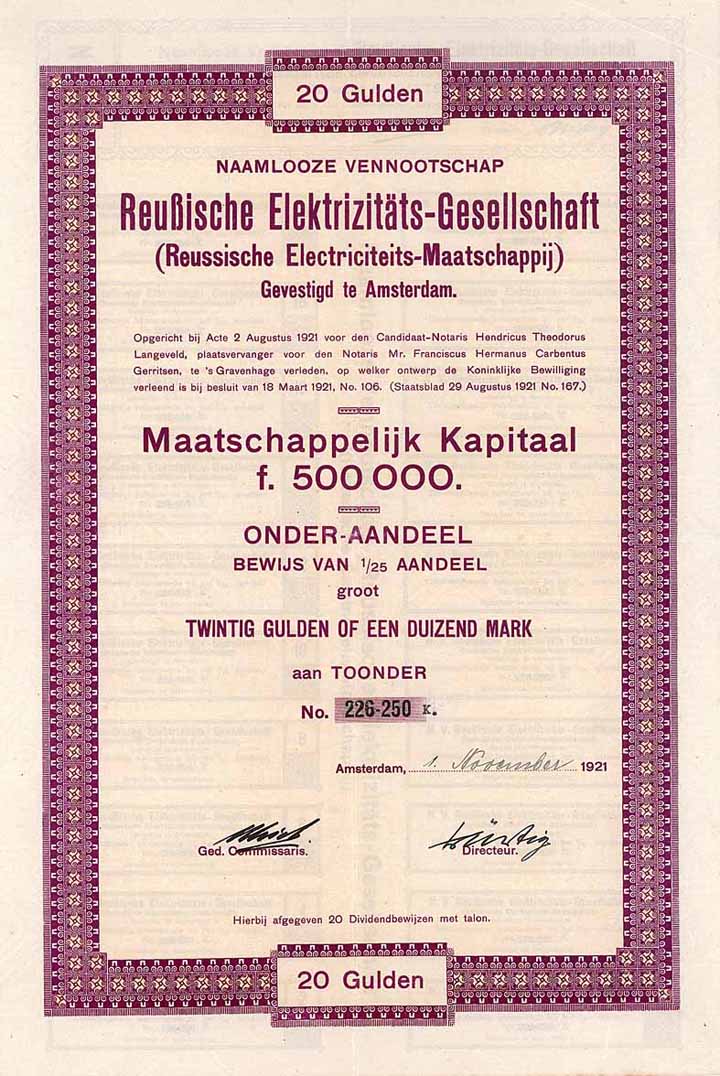 20 Gulden
NAAMLOOZE VENNOOTSCHAP
Reußische Elektrizitäts-Gesellschaft
(Reussische Electriciteits-Maatschappij)
Gevestigd te Amsterdam.
Opgericht bij Acte 2 Augustus 1921 voor den Candidaat-Notaris Hendricus Theodorus
Langeveld, plaatsvervanger voor den Notaris Mr. Franciscus Hermanus Carbentus
Gerritsen, te 's Gravenhage verleden, op welker ontwerp de Koninklijke Bewilliging
verleend is bij besluit van 18 Maart 1921, No. 106. (Staatsblad 29 Augustus 1921 No. 167.)
Maatschappelijk Kapitaal
f. 500 000.
ONDER-AANDEEL
BEWIJS VAN 1/25 AANDEEL
groot
TWINTIG GULDEN OF EEN DUIZEND MARK
aan TOONDER
No. 226-250 K.
Amsterdam, 1. November 1921
Ged. Commissaris. Directeur.
Hierbij afgegeven 20 Dividendbewijzen met talon.
20 Gulden